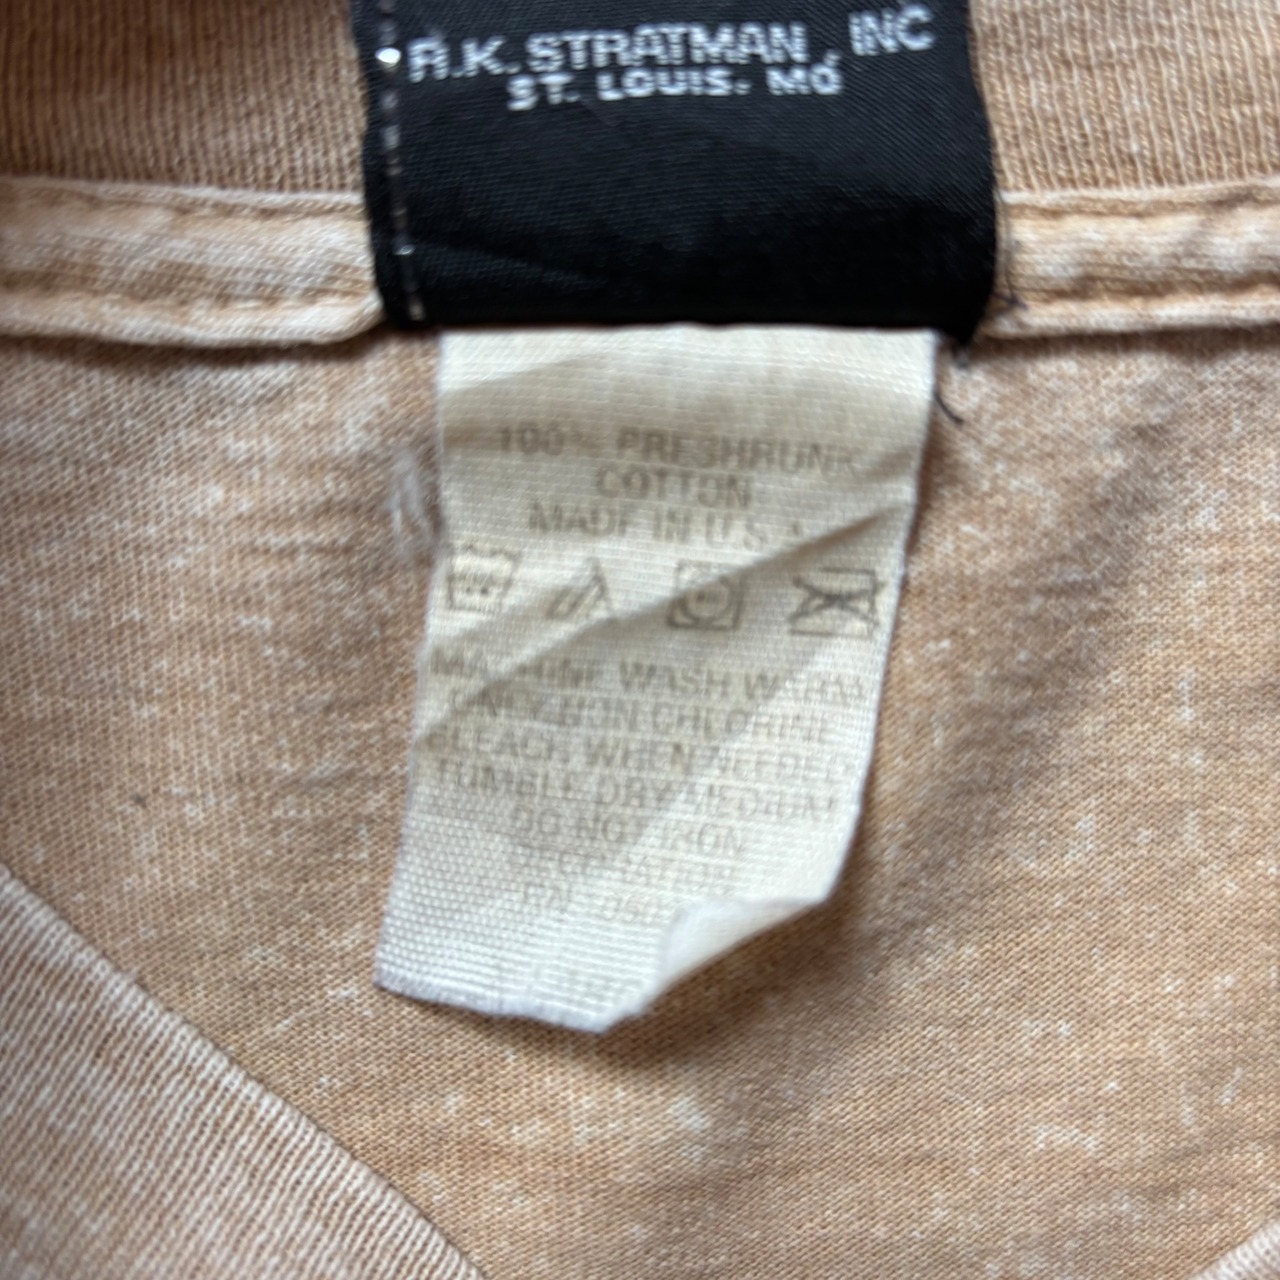 R.K. STRATMAN, INC
ST. LOUIS. MO
100% PRESHRUNK
COTTON
MADE IN U.S.A
MACHINE WASH WARM
ONLY NON CHLORINE
BLEACH WHEN NEEDED
TUMBLE DRY MEDIUM
DO NOT IRON